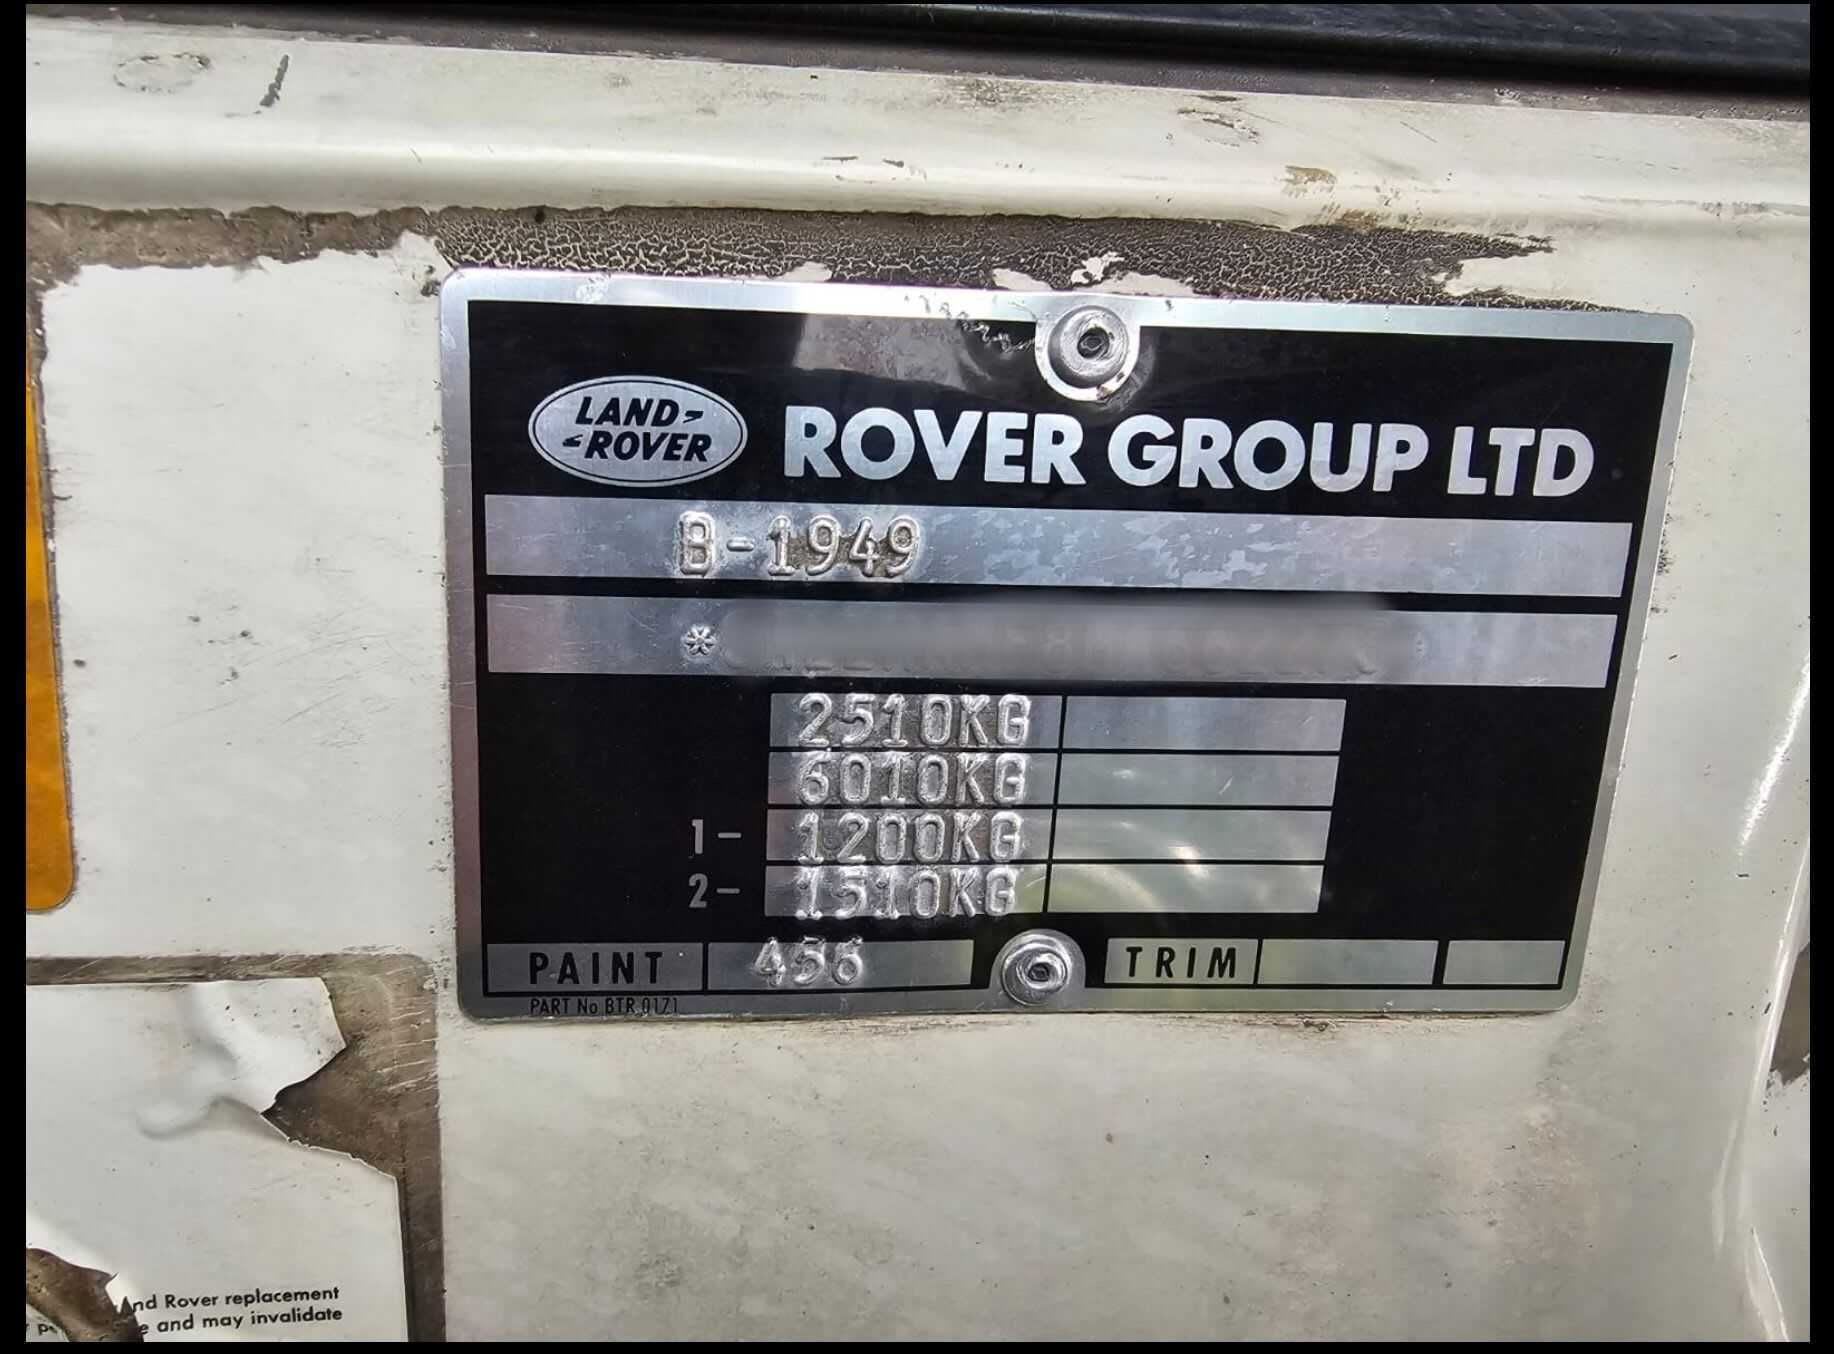 LAND ROVER
ROVER GROUP LTD
B-1949
*
2510KG
6010KG
1- 1200KG
2- 1510KG
PAINT 456 TRIM
PART No BTR 0171
Rover replacement
and may invalidate